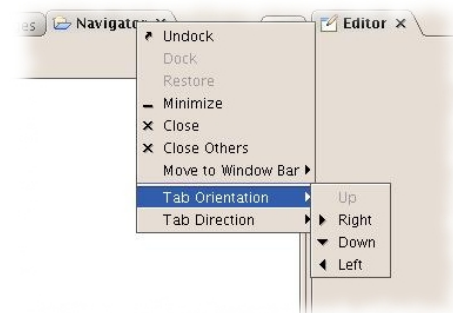 es
Navigator
Editor
Undock
Dock
Restore
Minimize
Close
Close Others
Move to Window Bar
Tab Orientation
Tab Direction
Up
Right
Down
Left